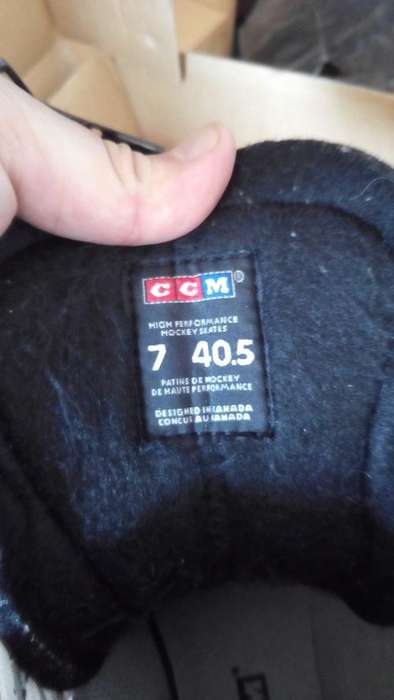 CCM®
HIGH PERFORMANCE
HOCKEY SKATES
7 40.5
PATINS DE HOCKEY
DE HAUTE PERFORMANCE
DESIGNED IN CANADA
CONCU AU CANADA